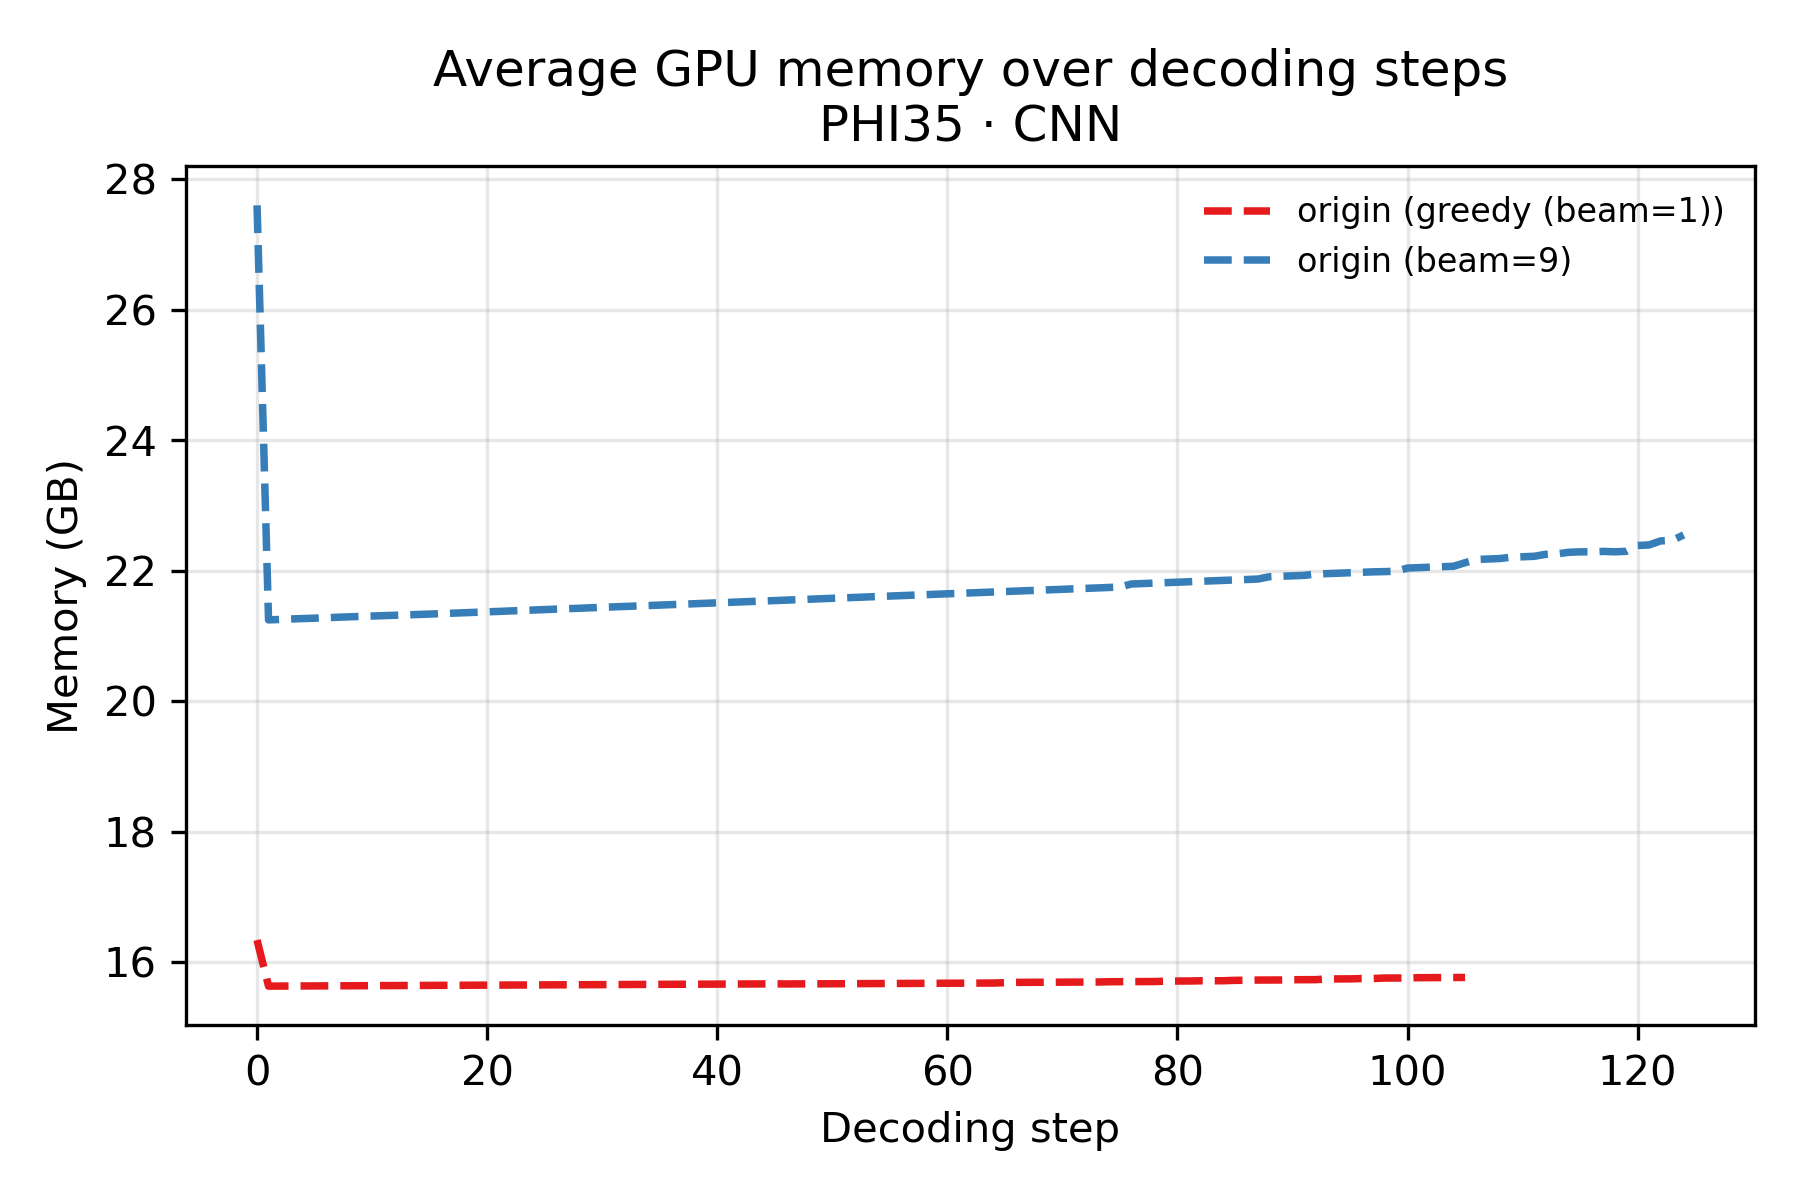 Average GPU memory over decoding steps
PHI35 · CNN
28
26
24
22
20
18
16
Memory (GB)
origin (greedy (beam=1))
origin (beam=9)
0 20 40 60 80 100 120
Decoding step